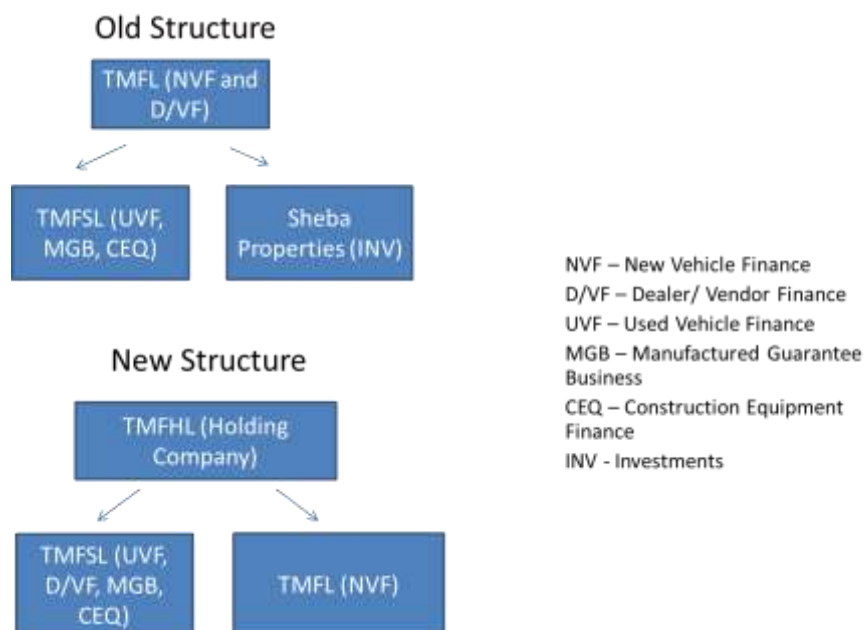 Old Structure
TMFL (NVF and
D/VF)
TMFSL (UVF,
MGB, CEQ)
Sheba
Properties (INV)
New Structure
TMFHL (Holding
Company)
TMFSL (UVF,
D/VF, MGB,
CEQ)
TMFL (NVF)
NVF – New Vehicle Finance
D/VF – Dealer/ Vendor Finance
UVF – Used Vehicle Finance
MGB – Manufactured Guarantee
Business
CEQ – Construction Equipment
Finance
INV - Investments